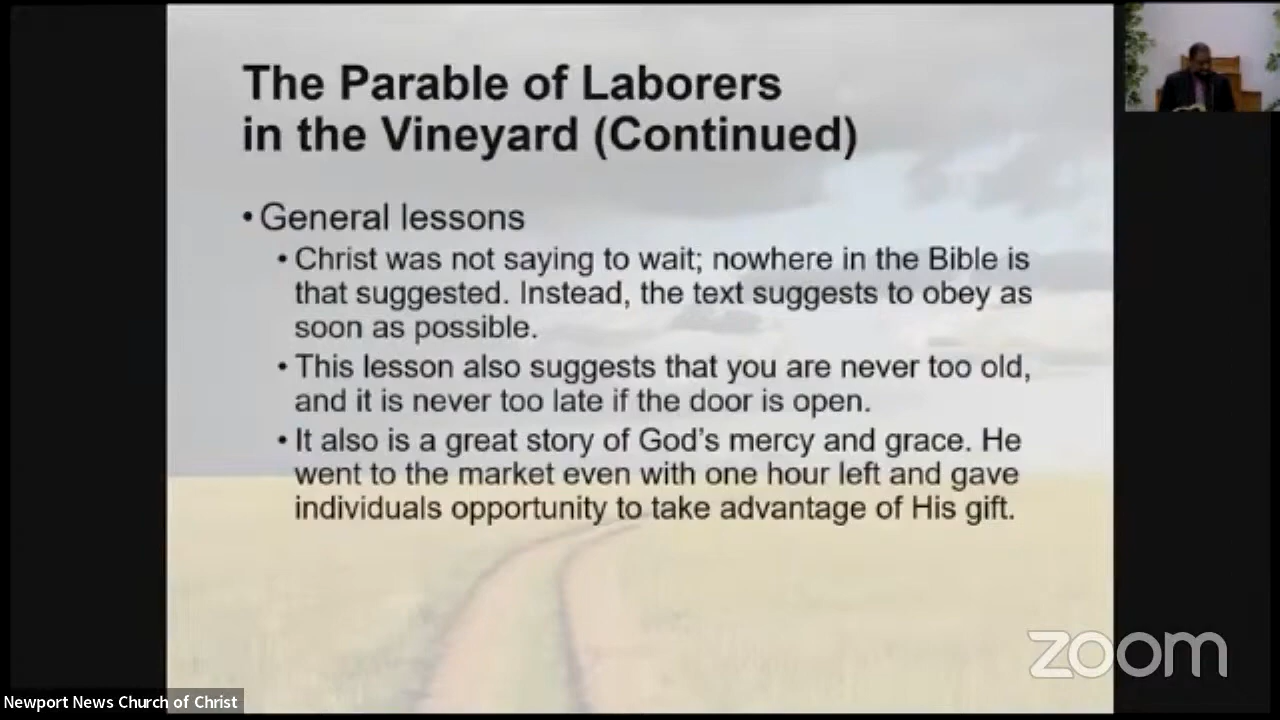 The Parable of Laborers
in the Vineyard (Continued)
• General lessons
• Christ was not saying to wait; nowhere in the Bible is
that suggested. Instead, the text suggests to obey as
soon as possible.
• This lesson also suggests that you are never too old,
and it is never too late if the door is open.
• It also is a great story of God's mercy and grace. He
went to the market even with one hour left and gave
individuals opportunity to take advantage of His gift.
zoom
Newport News Church of Christ